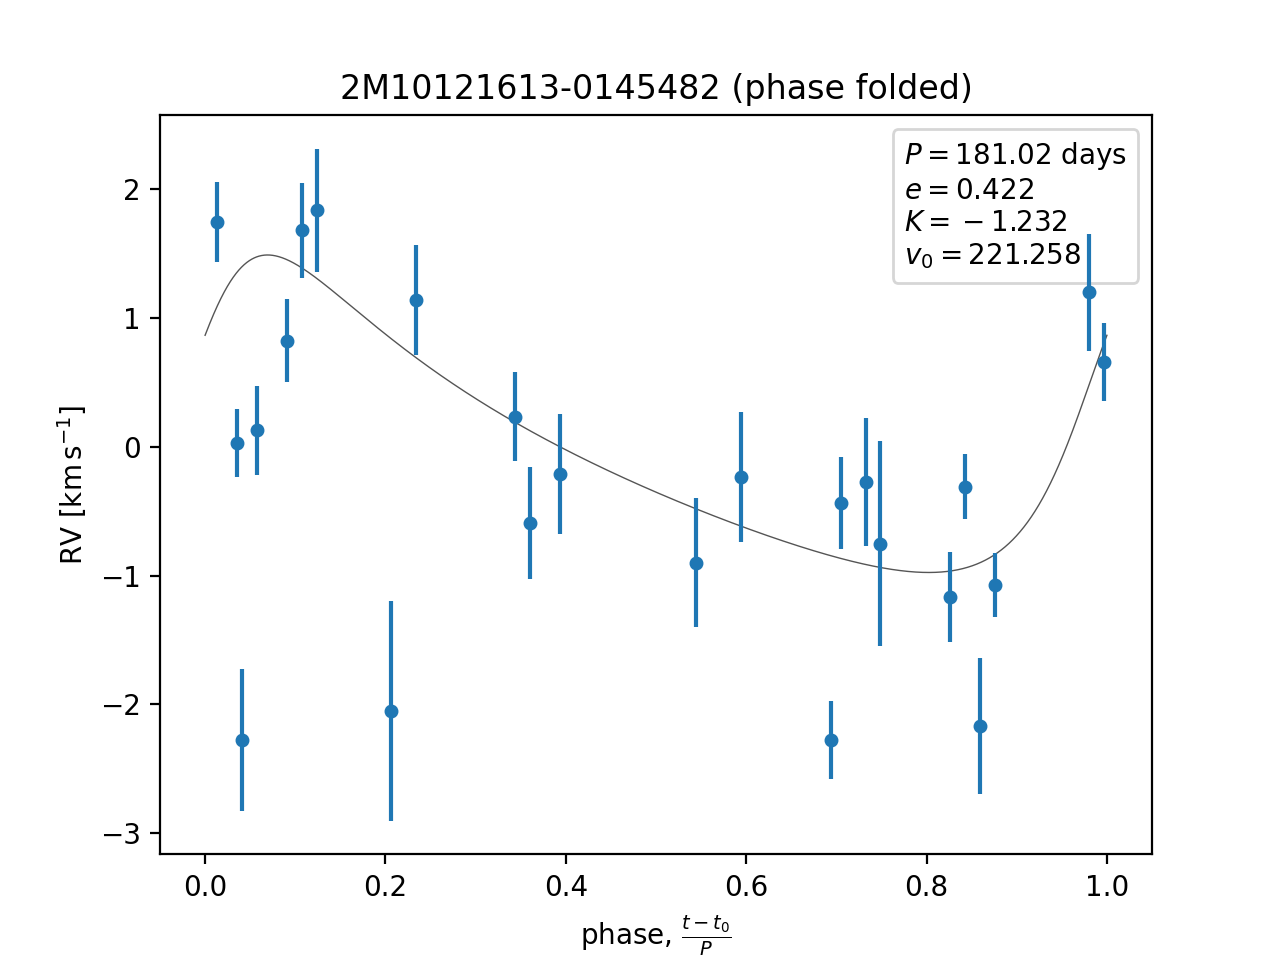 2M10121613-0145482 (phase folded)
P = 181.02 days
e = 0.422
K = −1.232
v₀ = 221.258
RV [km s⁻¹]
2
1
0
−1
−2
−3
0.0 0.2 0.4 0.6 0.8 1.0
phase, (t − t₀)/P